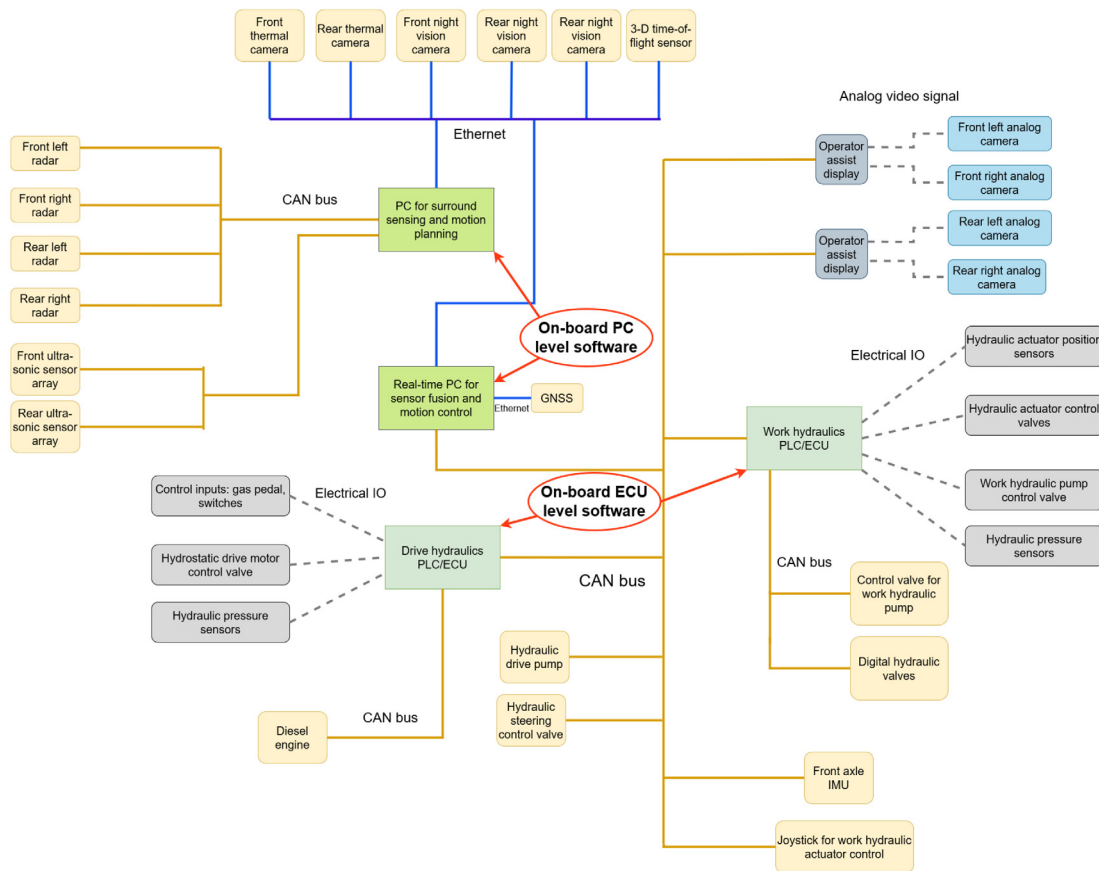 Front
thermal
camera
Rear thermal
camera
Front night
vision
camera
Rear night
vision
camera
Rear night
vision
camera
3-D time-of-
flight sensor
Ethernet
Analog video signal
Front left
radar
Front right
radar
Rear left
radar
Rear right
radar
Front ultra-
sonic sensor
array
Rear ultra-
sonic sensor
array
CAN bus
PC for surround
sensing and motion
planning
On-board PC
level software
Real-time PC for
sensor fusion and
motion control
Ethernet
GNSS
Operator
assist
display
Front left analog
camera
Front right analog
camera
Operator
assist
display
Rear left analog
camera
Rear right analog
camera
Electrical IO
Hydraulic actuator position
sensors
Hydraulic actuator control
valves
Work hydraulic pump
control valve
Hydraulic pressure
sensors
Work hydraulics
PLC/ECU
On-board ECU
level software
Electrical IO
Control inputs: gas pedal,
switches
Hydrostatic drive motor
control valve
Hydraulic pressure
sensors
Drive hydraulics
PLC/ECU
CAN bus
CAN bus
Control valve for
work hydraulic
pump
Digital hydraulic
valves
Hydraulic
drive pump
Hydraulic
steering
control valve
CAN bus
Diesel
engine
Front axle
IMU
Joystick for work hydraulic
actuator control